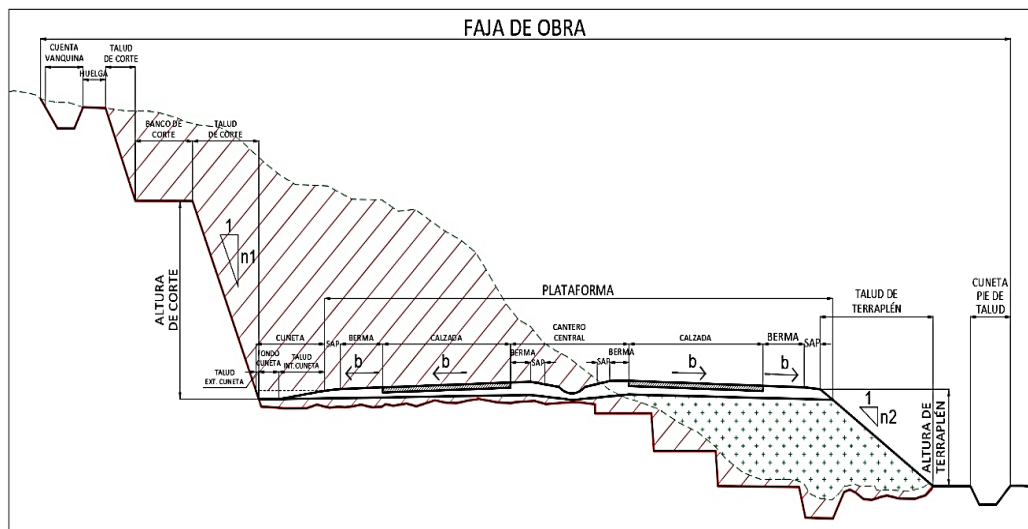 FAJA DE OBRA
CUENTA
VANQUINA
HUELGA
TALUD
DE CORTE
BANCO DE
CORTE
TALUD
DE CORTE
1
n1
ALTURA
DE CORTE
PLATAFORMA
CUNETA
SAP
BERMA
CALZADA
BERMA
SAP
CANTERO
CENTRAL
SAP
BERMA
CALZADA
BERMA
SAP
TALUD DE
TERRAPLÉN
CUNETA
PIE DE
TALUD
FONDO
CUNETA
TALUD
INT. CUNETA
TALUD
EXT. CUNETA
b
b
b
b
1
n2
ALTURA DE
TERRAPLÉN